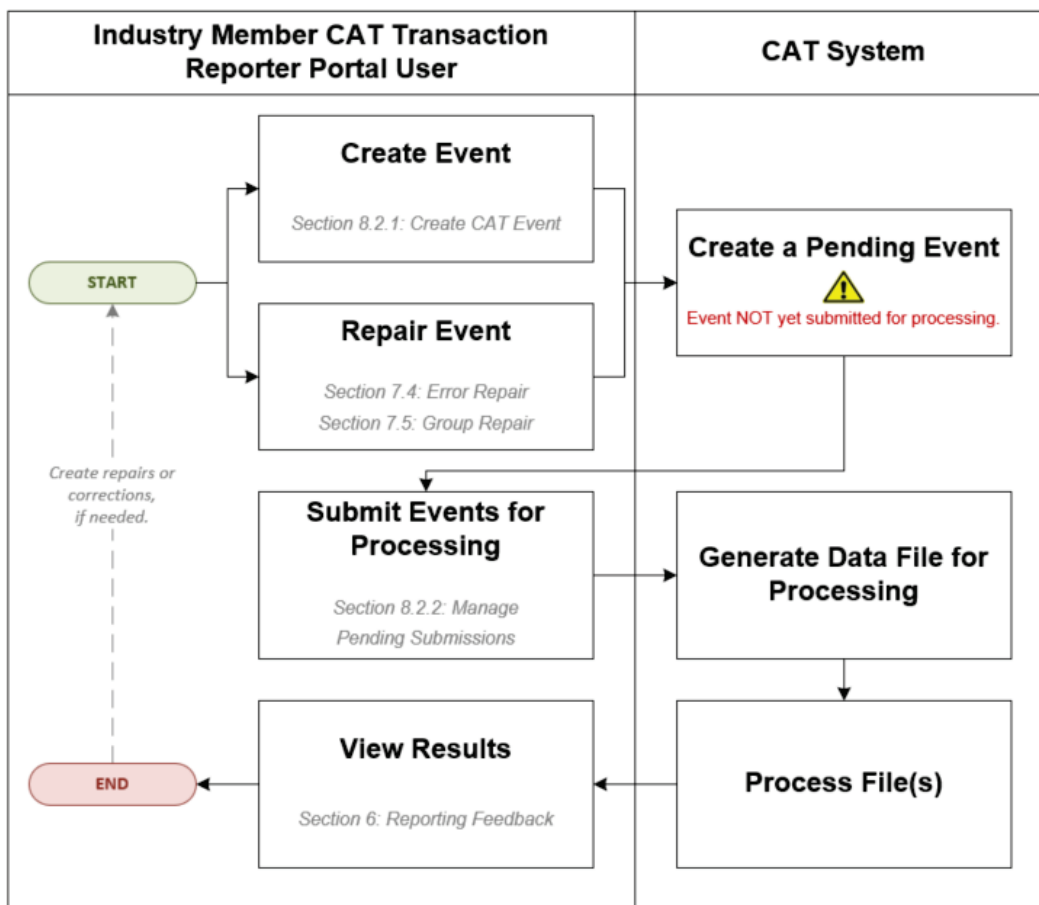 Industry Member CAT Transaction
Reporter Portal User
CAT System
Create Event
Section 8.2.1: Create CAT Event
Create a Pending Event
Event NOT yet submitted for processing.
START
Repair Event
Section 7.4: Error Repair
Section 7.5: Group Repair
Create repairs or
corrections,
if needed.
Submit Events for
Processing
Section 8.2.2: Manage
Pending Submissions
Generate Data File for
Processing
View Results
Section 6: Reporting Feedback
Process File(s)
END